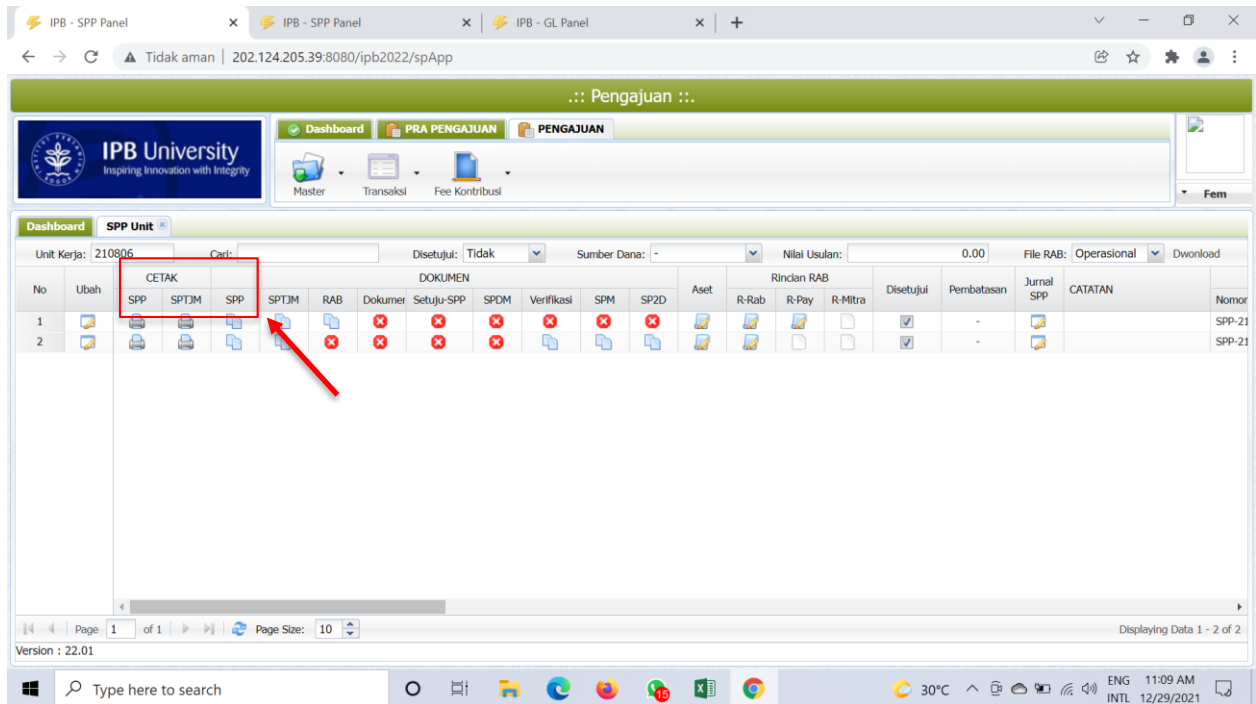 IPB - SPP Panel
IPB - SPP Panel
IPB - GL Panel
Tidak aman | 202.124.205.39:8080/ipb2022/spApp
.:: Pengajuan ::.
IPB University
Inspiring Innovation with Integrity
Dashboard PRA PENGAJUAN PENGAJUAN
Master Transaksi Fee Kontribusi
Fem
Dashboard SPP Unit
Unit Kerja: 210806 Cari: Disetujui: Tidak Sumber Dana: - Nilai Usulan: 0.00 File RAB: Operasional Dwonload
No Ubah CETAK DOKUMEN Aset Rincian RAB Disetujui Pembatasan Jurnal SPP CATATAN
SPP SPTJM SPP SPTJM RAB Dokumer Setuju-SPP SPDM Verifikasi SPM SP2D R-Rab R-Pay R-Mitra Nomor
1 - SPP-21
2 - SPP-21
Page 1 of 1 Page Size: 10 Displaying Data 1 - 2 of 2
Version : 22.01
Type here to search 15 30°C ENG 11:09 AM
INTL 12/29/2021